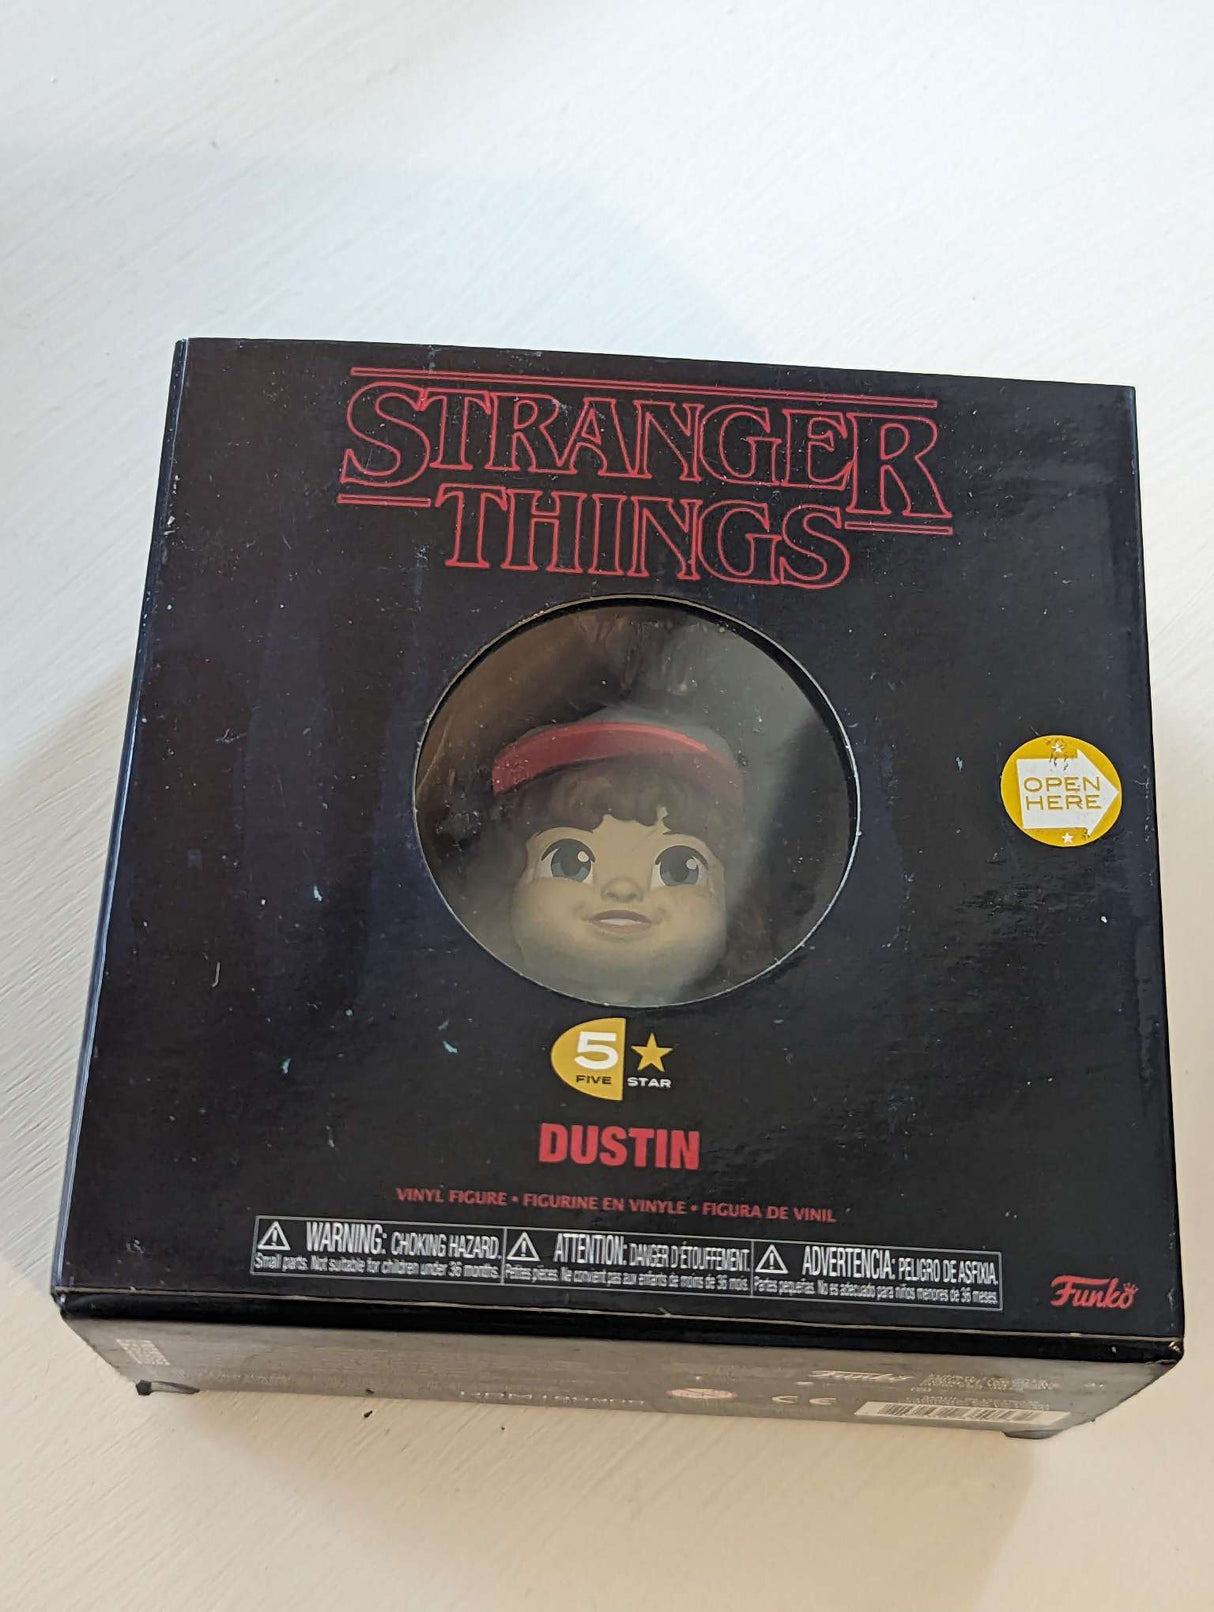 STRANGER
THINGS
OPEN
HERE
5
FIVE STAR
DUSTIN
VINYL FIGURE • FIGURINE EN VINYLE • FIGURA DE VINIL
WARNING: CHOKING HAZARD.
Small parts. Not suitable for children under 36 months.
ATTENTION: DANGER D'ÉTOUFFEMENT.
Petites pièces. Ne convient pas aux enfants de moins de 36 mois.
ADVERTENCIA: PELIGRO DE ASFIXIA.
Partes pequeñas. No es adecuado para niños menores de 36 meses.
Funko
Funko
CE